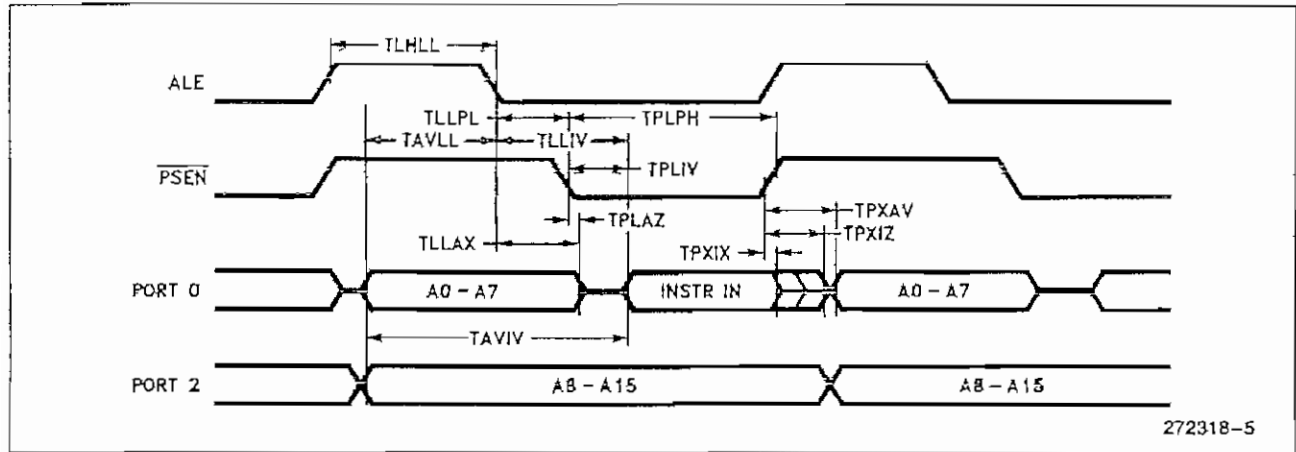 TLHLL
ALE
TLLPL
TPLPH
TAVLL
TLLIV
PSEN
TPLIV
TPXAV
TPLAZ
TPXIZ
TLLAX
TPXIX
PORT 0
A0-A7
INSTR IN
A0-A7
TAVIV
PORT 2
A8-A15
A8-A15
272318-5